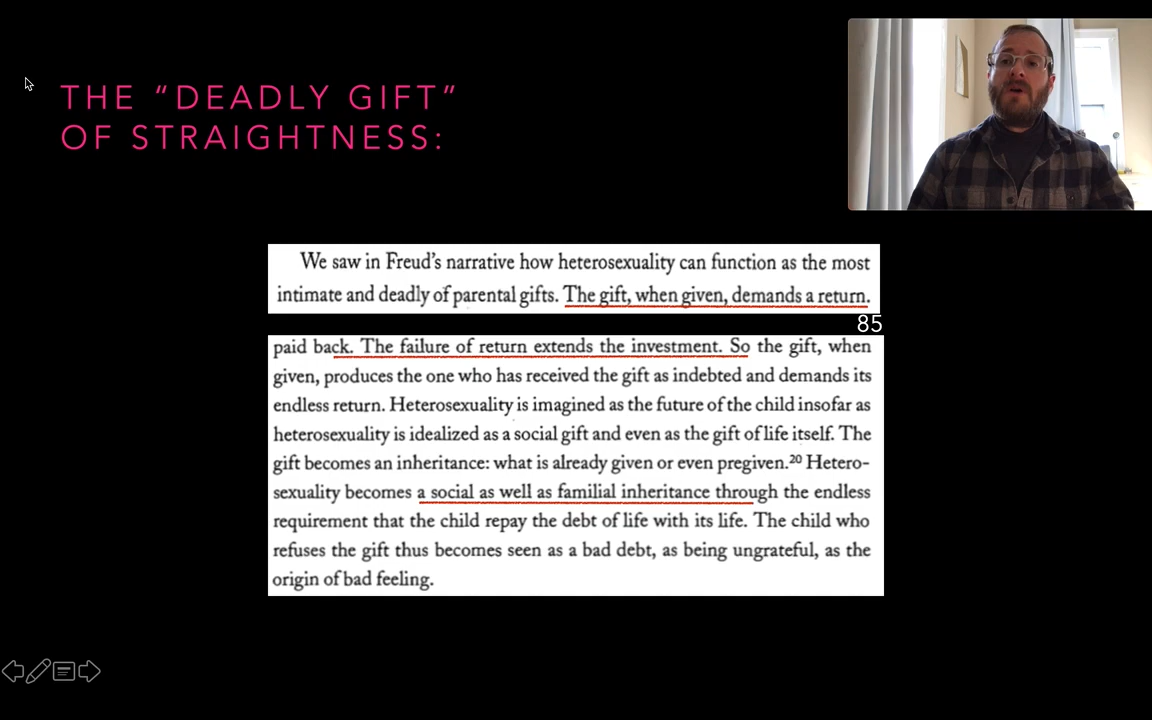 THE “DEADLY GIFT”
OF STRAIGHTNESS:
We saw in Freud’s narrative how heterosexuality can function as the most
intimate and deadly of parental gifts. The gift, when given, demands a return.
85
paid back. The failure of return extends the investment. So the gift, when
given, produces the one who has received the gift as indebted and demands its
endless return. Heterosexuality is imagined as the future of the child insofar as
heterosexuality is idealized as a social gift and even as the gift of life itself. The
gift becomes an inheritance: what is already given or even pregiven.²⁰ Hetero-
sexuality becomes a social as well as familial inheritance through the endless
requirement that the child repay the debt of life with its life. The child who
refuses the gift thus becomes seen as a bad debt, as being ungrateful, as the
origin of bad feeling.